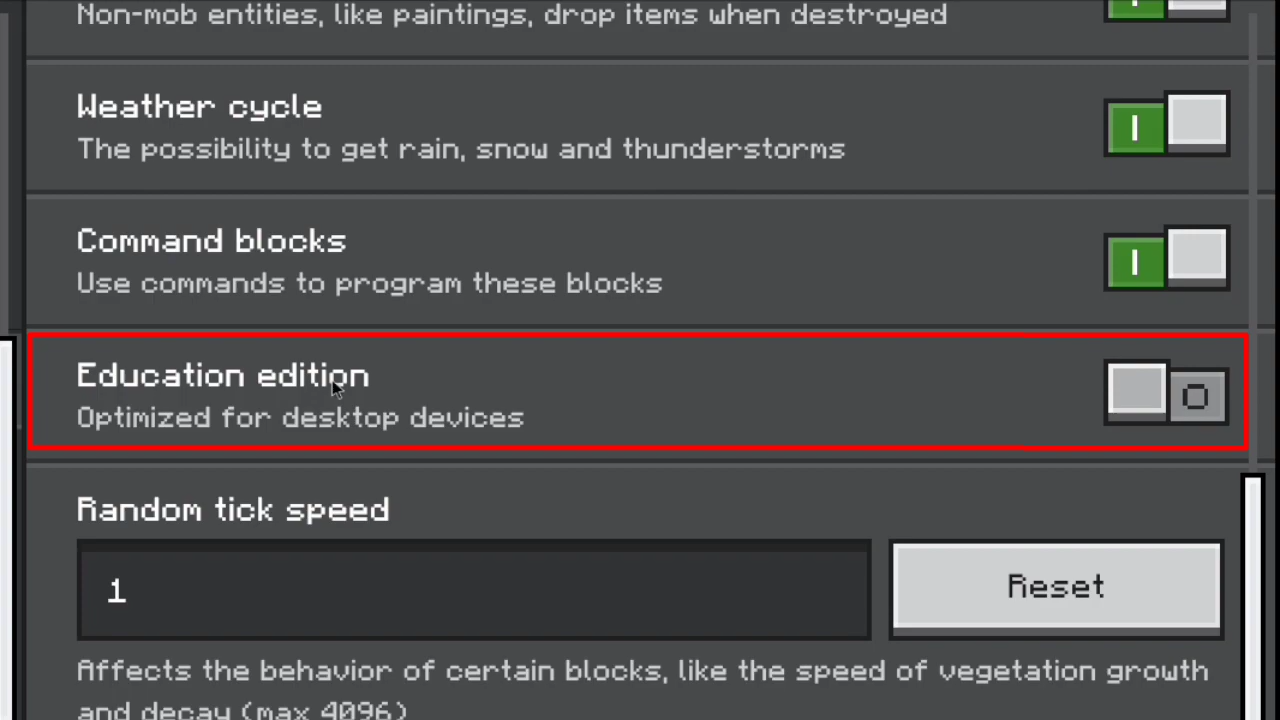 Non-mob entities, like paintings, drop items when destroyed
Weather cycle
The possibility to get rain, snow and thunderstorms
Command blocks
Use commands to program these blocks
Education edition
Optimized for desktop devices
Random tick speed
1
Reset
Affects the behavior of certain blocks, like the speed of vegetation growth
and decay (max 4096)